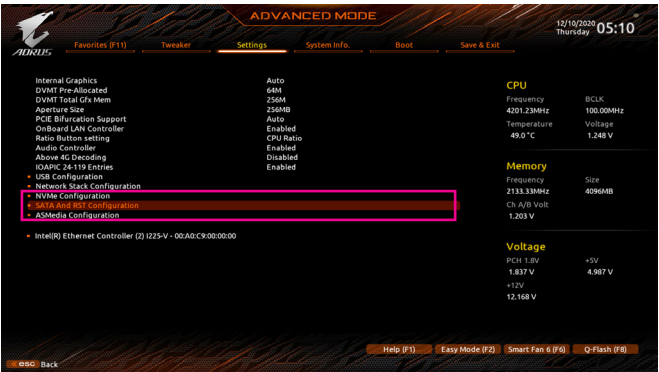 ADVANCED MODE
12/10/2020 Thursday 05:10
AORUS
Favorites (F11) Tweaker Settings System Info. Boot Save & Exit
Internal Graphics Auto
DVMT Pre-Allocated 64M
DVMT Total Gfx Mem 256M
Aperture Size 256MB
PCIE Bifurcation Support Auto
OnBoard LAN Controller Enabled
Ratio Button setting CPU Ratio
Audio Controller Enabled
Above 4G Decoding Disabled
IOAPIC 24-119 Entries Enabled
USB Configuration
Network Stack Configuration
NVMe Configuration
SATA And RST Configuration
ASMedia Configuration
Intel(R) Ethernet Controller (2) I225-V - 00:A0:C9:00:00:00
CPU
Frequency BCLK
4201.23MHz 100.00MHz
Temperature Voltage
49.0 °C 1.248 V
Memory
Frequency Size
2133.33MHz 4096MB
Ch A/B Volt
1.203 V
Voltage
PCH 1.8V +5V
1.837 V 4.987 V
+12V
12.168 V
Help (F1) Easy Mode (F2) Smart Fan 6 (F6) Q-Flash (F8)
esc Back